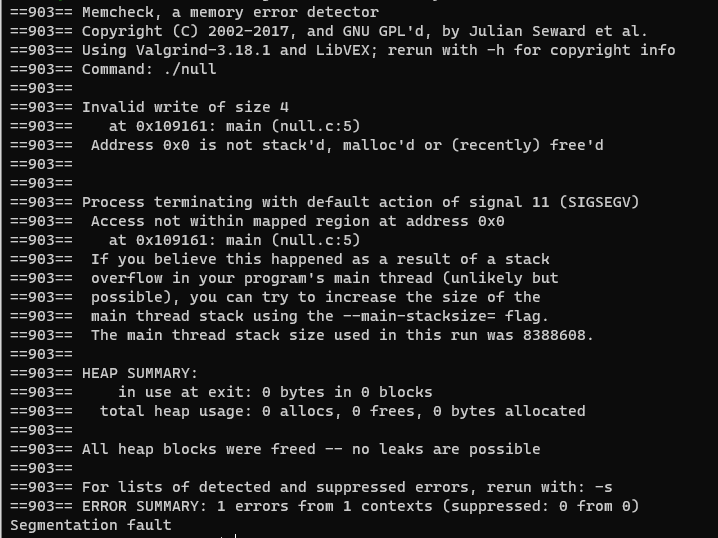 ==903== Memcheck, a memory error detector
==903== Copyright (C) 2002-2017, and GNU GPL'd, by Julian Seward et al.
==903== Using Valgrind-3.18.1 and LibVEX; rerun with -h for copyright info
==903== Command: ./null
==903==
==903== Invalid write of size 4
==903==    at 0x109161: main (null.c:5)
==903==  Address 0x0 is not stack'd, malloc'd or (recently) free'd
==903==
==903==
==903== Process terminating with default action of signal 11 (SIGSEGV)
==903==  Access not within mapped region at address 0x0
==903==    at 0x109161: main (null.c:5)
==903==  If you believe this happened as a result of a stack
==903==  overflow in your program's main thread (unlikely but
==903==  possible), you can try to increase the size of the
==903==  main thread stack using the --main-stacksize= flag.
==903==  The main thread stack size used in this run was 8388608.
==903==
==903== HEAP SUMMARY:
==903==     in use at exit: 0 bytes in 0 blocks
==903==   total heap usage: 0 allocs, 0 frees, 0 bytes allocated
==903==
==903== All heap blocks were freed -- no leaks are possible
==903==
==903== For lists of detected and suppressed errors, rerun with: -s
==903== ERROR SUMMARY: 1 errors from 1 contexts (suppressed: 0 from 0)
Segmentation fault